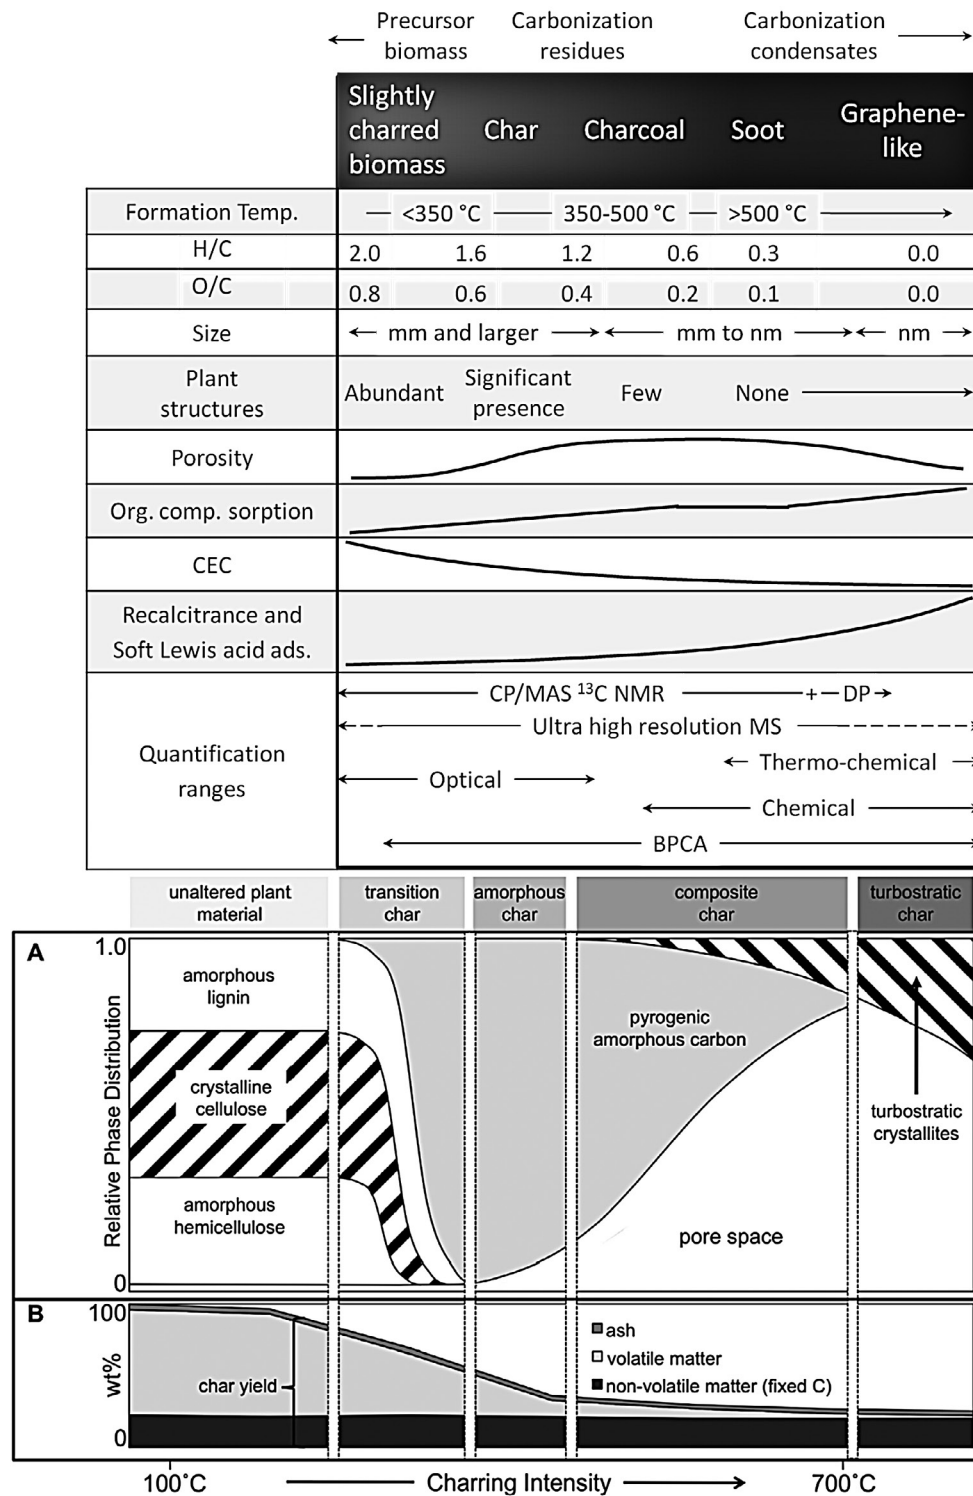 Precursor biomass
Carbonization residues
Carbonization condensates
Slightly charred biomass
Char
Charcoal
Soot
Graphene-like
Formation Temp. <350 °C 350-500 °C >500 °C
H/C 2.0 1.6 1.2 0.6 0.3 0.0
O/C 0.8 0.6 0.4 0.2 0.1 0.0
Size mm and larger mm to nm nm
Plant structures Abundant Significant presence Few None
Porosity
Org. comp. sorption
CEC
Recalcitrance and
Soft Lewis acid ads.
Quantification ranges
CP/MAS ¹³C NMR + DP
Ultra high resolution MS
Thermo-chemical
Optical
Chemical
BPCA
unaltered plant material
transition char
amorphous char
composite char
turbostratic char
A
1.0
Relative Phase Distribution
0
amorphous lignin
crystalline cellulose
amorphous hemicellulose
pyrogenic amorphous carbon
pore space
turbostratic crystallites
B
100
wt%
0
char yield
ash
volatile matter
non-volatile matter (fixed C)
100°C Charring Intensity 700°C